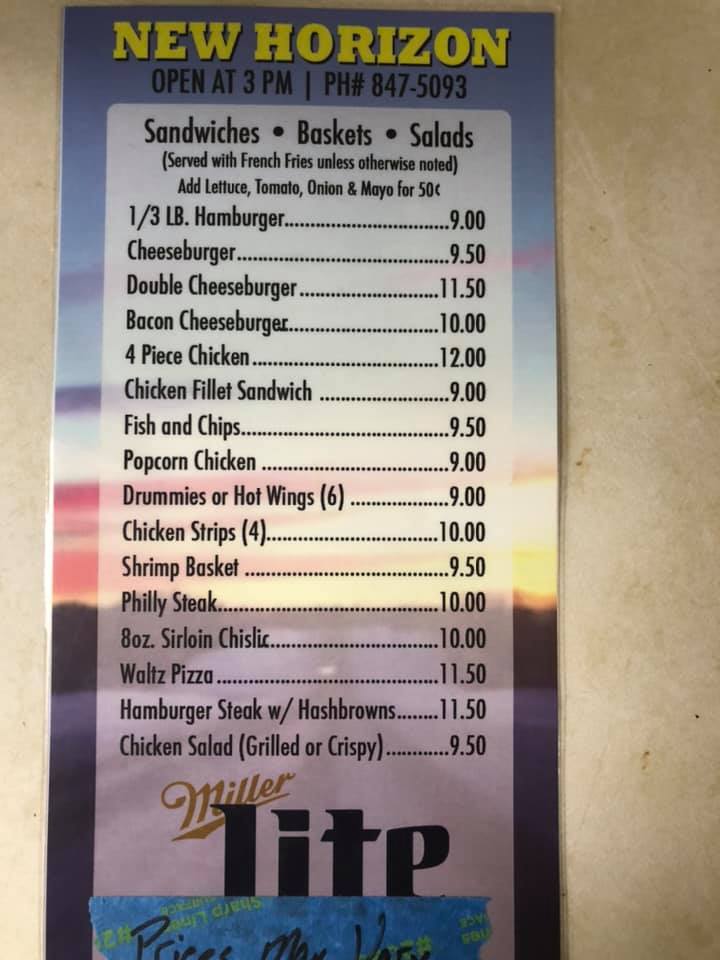 NEW HORIZON
OPEN AT 3 PM | PH# 847-5093
Sandwiches • Baskets • Salads
(Served with French Fries unless otherwise noted)
Add Lettuce, Tomato, Onion & Mayo for 50¢
1/3 LB. Hamburger..................................9.00
Cheeseburger............................................9.50
Double Cheeseburger.............................11.50
Bacon Cheeseburger...............................10.00
4 Piece Chicken.......................................12.00
Chicken Fillet Sandwich ...........................9.00
Fish and Chips...........................................9.50
Popcorn Chicken .......................................9.00
Drummies or Hot Wings (6) ....................9.00
Chicken Strips (4)...................................10.00
Shrimp Basket ..........................................9.50
Philly Steak.............................................10.00
8oz. Sirloin Chislic...................................10.00
Waltz Pizza..............................................11.50
Hamburger Steak w/ Hashbrowns........11.50
Chicken Salad (Grilled or Crispy)............9.50
Miller
lite
Sharp Lines
Prices May Vary